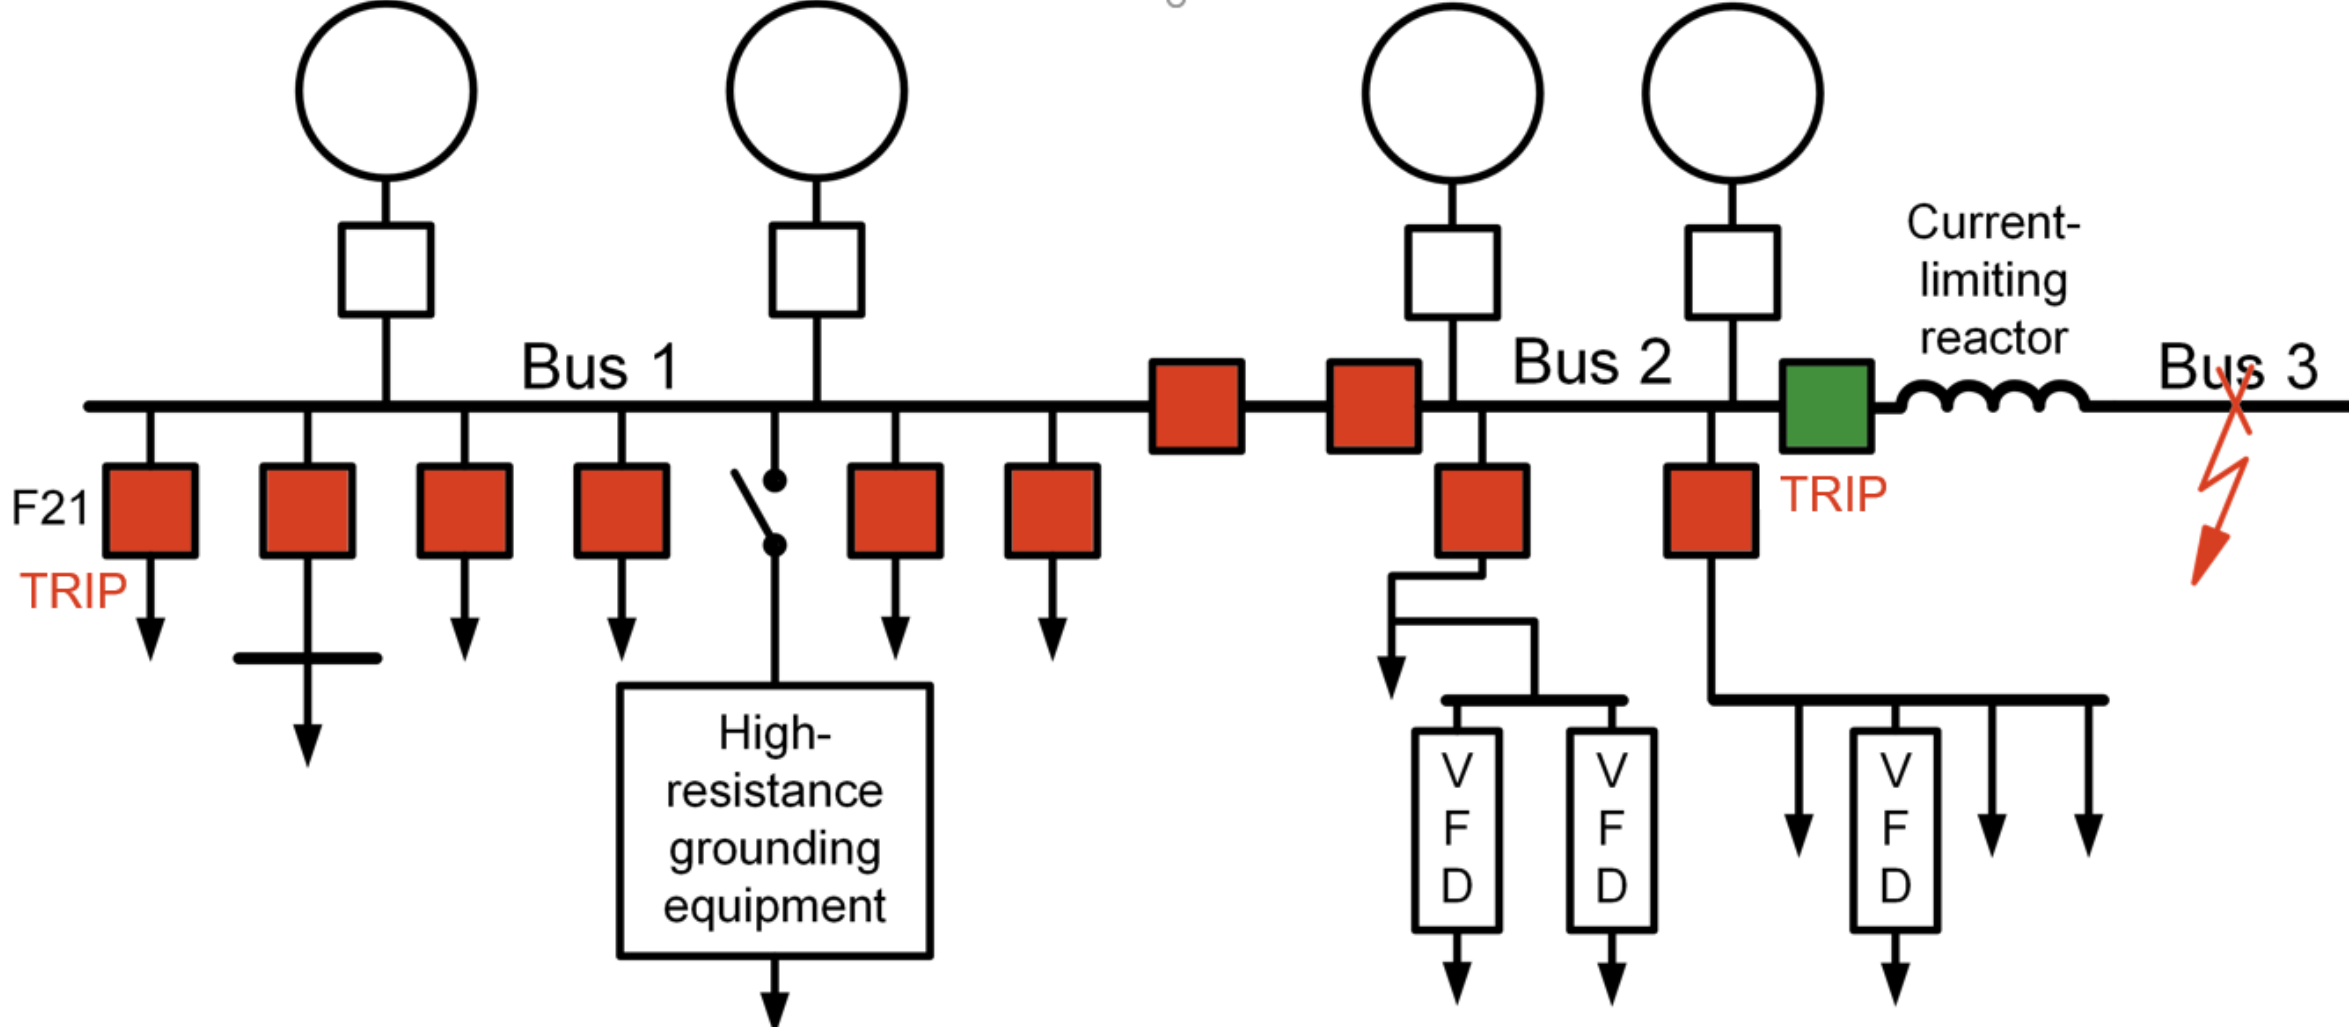 Current-
limiting
reactor
Bus 1
Bus 2
Bus 3
F21
TRIP
TRIP
High-
resistance
grounding
equipment
V
F
D
V
F
D
V
F
D